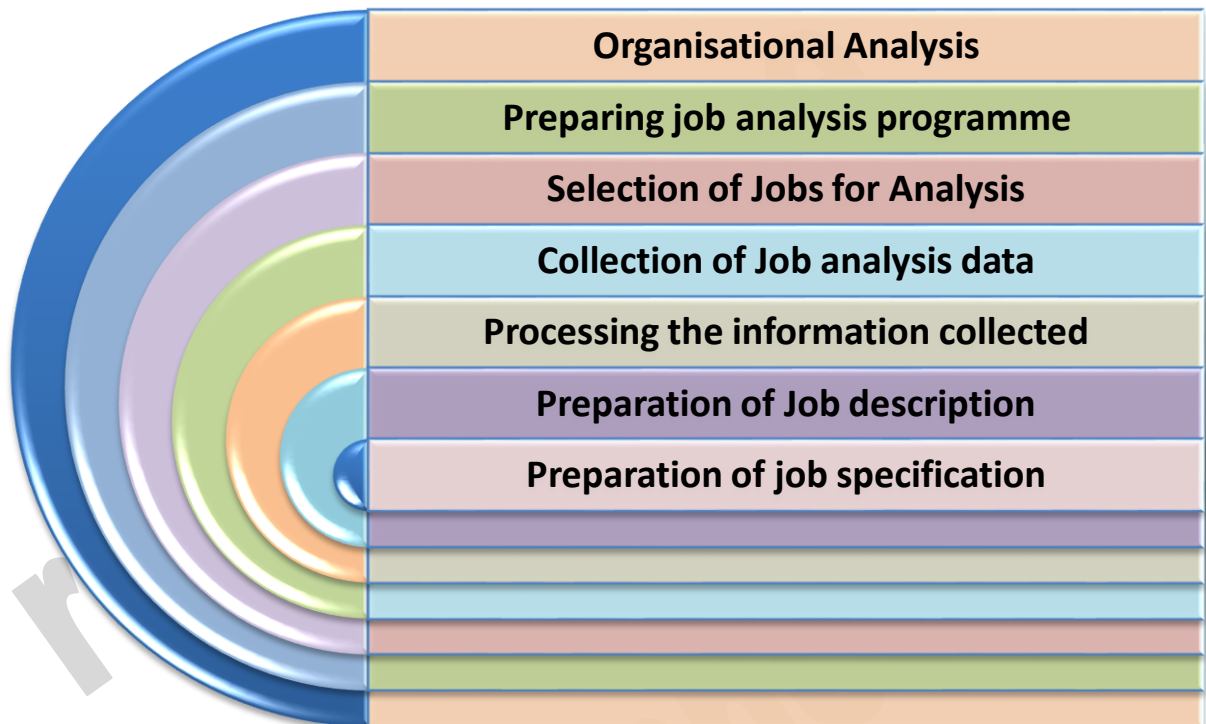 Organisational Analysis
Preparing job analysis programme
Selection of Jobs for Analysis
Collection of Job analysis data
Processing the information collected
Preparation of Job description
Preparation of job specification
r